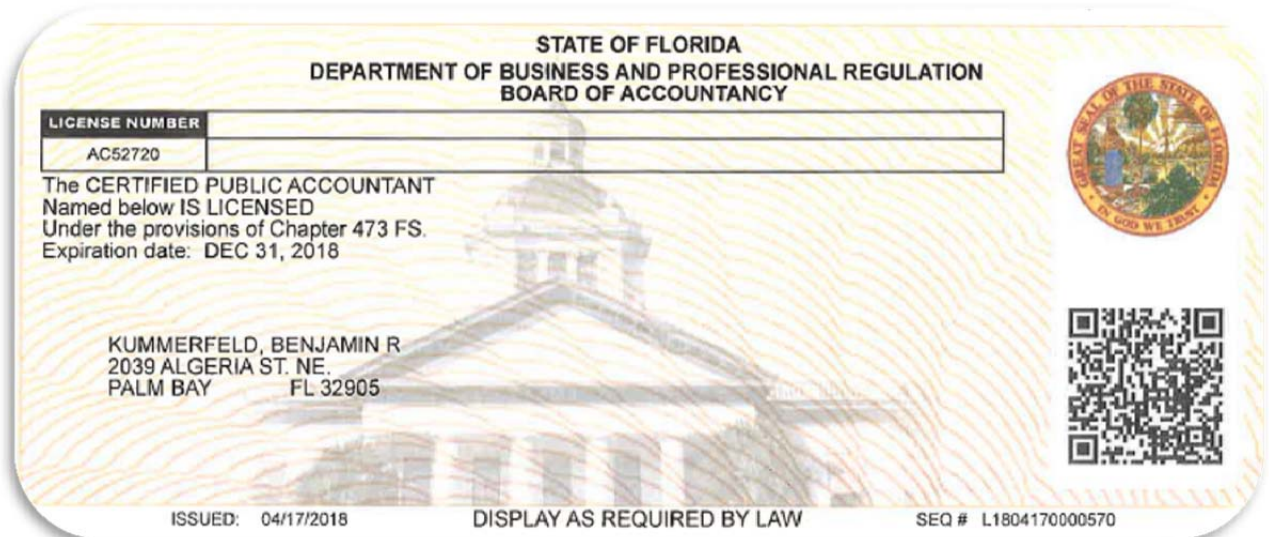 STATE OF FLORIDA
DEPARTMENT OF BUSINESS AND PROFESSIONAL REGULATION
BOARD OF ACCOUNTANCY
LICENSE NUMBER
AC52720
The CERTIFIED PUBLIC ACCOUNTANT
Named below IS LICENSED
Under the provisions of Chapter 473 FS.
Expiration date: DEC 31, 2018
GREAT SEAL OF THE STATE OF FLORIDA
IN GOD WE TRUST
KUMMERFELD, BENJAMIN R
2039 ALGERIA ST. NE.
PALM BAY FL 32905
ISSUED: 04/17/2018 DISPLAY AS REQUIRED BY LAW SEQ # L1804170000570